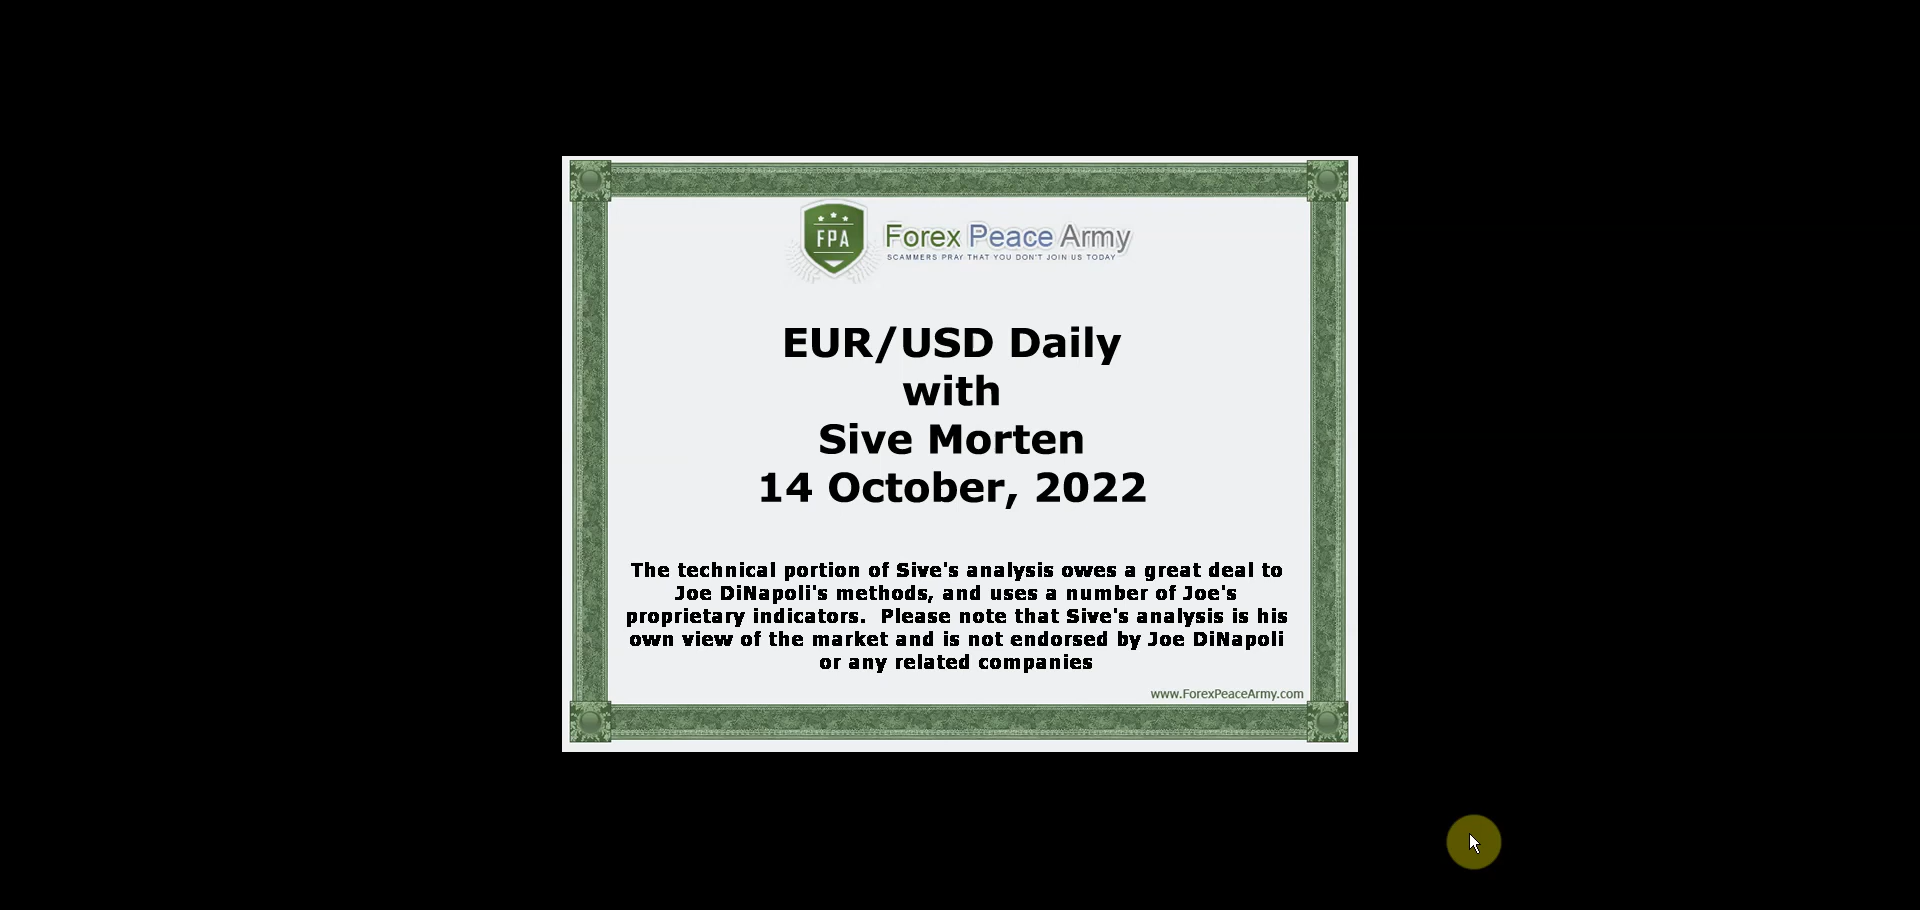 FPA
Forex Peace Army
SCAMMERS PRAY THAT YOU DON'T JOIN US TODAY
EUR/USD Daily
with
Sive Morten
14 October, 2022
The technical portion of Sive's analysis owes a great deal to
Joe DiNapoli's methods, and uses a number of Joe's
proprietary indicators.  Please note that Sive's analysis is his
own view of the market and is not endorsed by Joe DiNapoli
or any related companies
www.ForexPeaceArmy.com